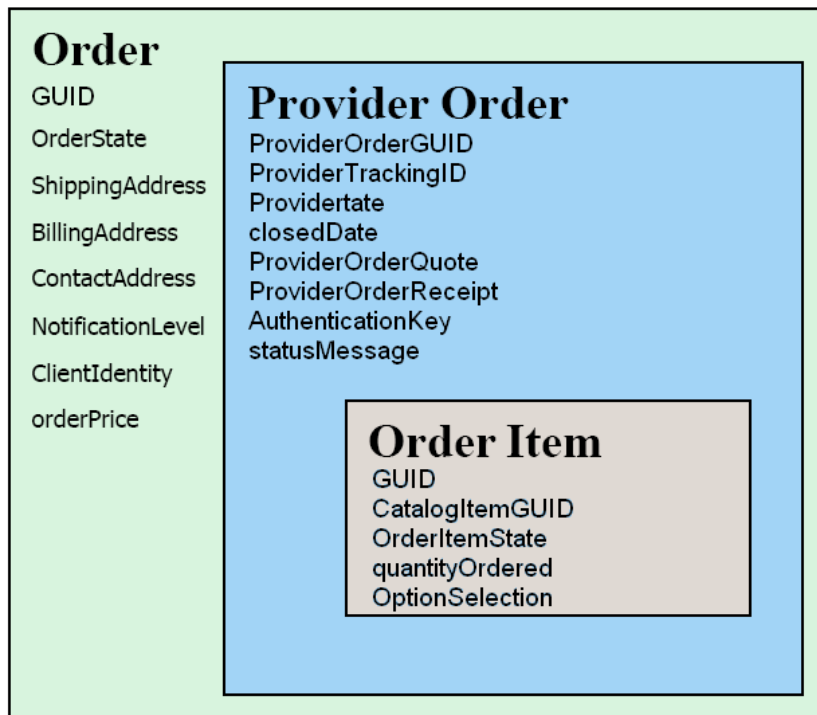 Order
GUID
OrderState
ShippingAddress
BillingAddress
ContactAddress
NotificationLevel
ClientIdentity
orderPrice
Provider Order
ProviderOrderGUID
ProviderTrackingID
Providertate
closedDate
ProviderOrderQuote
ProviderOrderReceipt
AuthenticationKey
statusMessage
Order Item
GUID
CatalogItemGUID
OrderItemState
quantityOrdered
OptionSelection